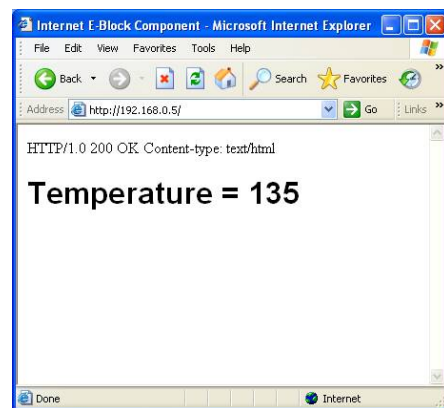 Internet E-Block Component - Microsoft Internet Explorer
File Edit View Favorites Tools Help
Back Search Favorites »
Address http://192.168.0.5/ Go Links »
HTTP/1.0 200 OK Content-type: text/html
Temperature = 135
Done Internet